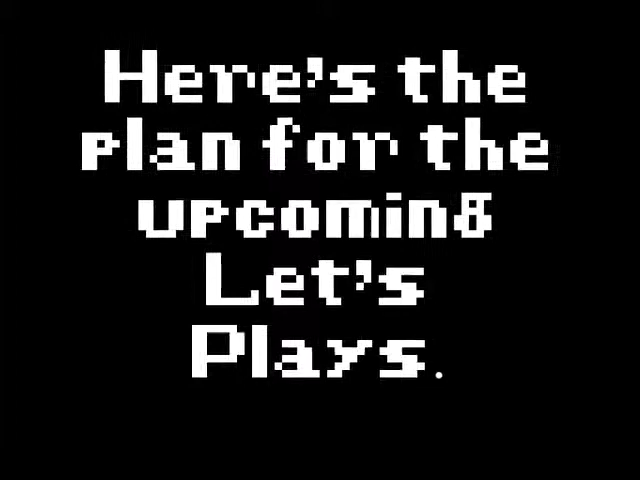 Here's the
plan for the
upcoming
Let's
Plays.